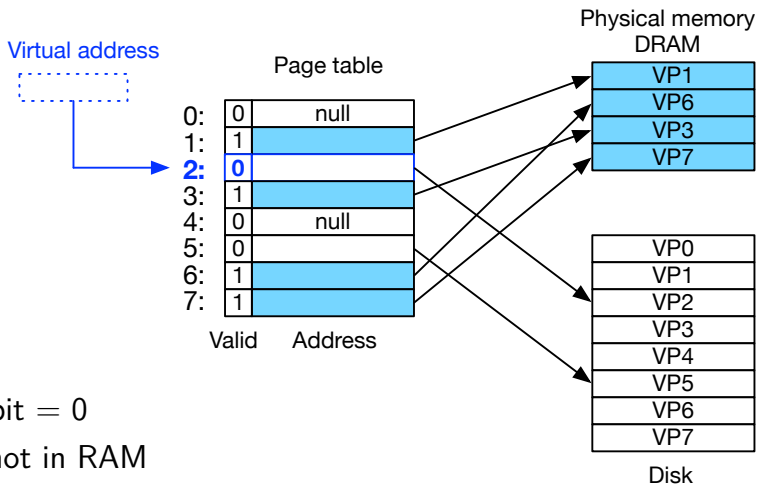 Physical memory
DRAM
Virtual address
Page table
VP1
VP6
VP3
VP7
0: 0 null
1: 1
2: 0
3: 1
4: 0 null
5: 0
6: 1
7: 1
Valid Address
VP0
VP1
VP2
VP3
VP4
VP5
VP6
VP7
Disk
bit = 0
not in RAM